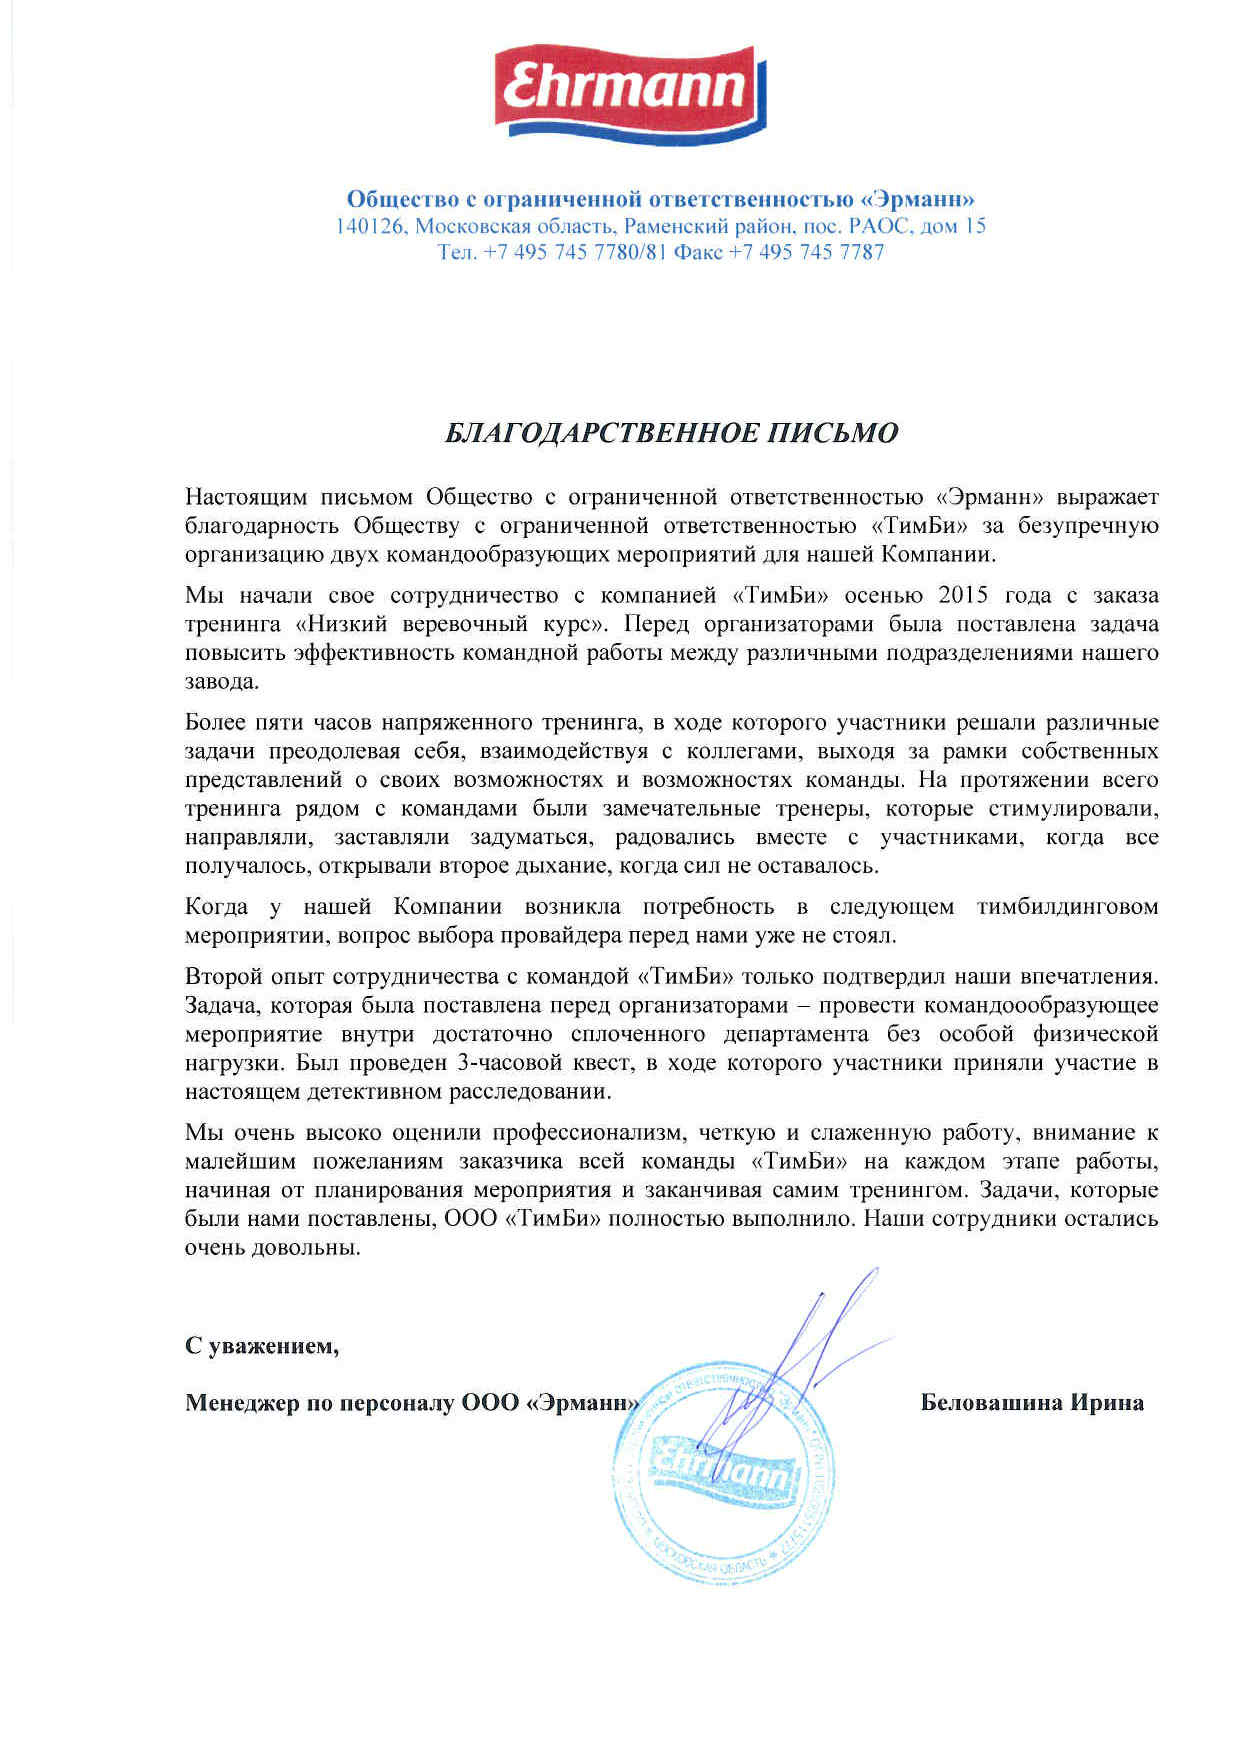 Ehrmann
Общество с ограниченной ответственностью «Эрманн»
140126, Московская область, Раменский район, пос. РАОС, дом 15
Тел. +7 495 745 7780/81 Факс +7 495 745 7787
БЛАГОДАРСТВЕННОЕ ПИСЬМО
Настоящим письмом Общество с ограниченной ответственностью «Эрманн» выражает
благодарность Обществу с ограниченной ответственностью «ТимБи» за безупречную
организацию двух командообразующих мероприятий для нашей Компании.
Мы начали свое сотрудничество с компанией «ТимБи» осенью 2015 года с заказа
тренинга «Низкий веревочный курс». Перед организаторами была поставлена задача
повысить эффективность командной работы между различными подразделениями нашего
завода.
Более пяти часов напряженного тренинга, в ходе которого участники решали различные
задачи преодолевая себя, взаимодействуя с коллегами, выходя за рамки собственных
представлений о своих возможностях и возможностях команды. На протяжении всего
тренинга рядом с командами были замечательные тренеры, которые стимулировали,
направляли, заставляли задуматься, радовались вместе с участниками, когда все
получалось, открывали второе дыхание, когда сил не оставалось.
Когда у нашей Компании возникла потребность в следующем тимбилдинговом
мероприятии, вопрос выбора провайдера перед нами уже не стоял.
Второй опыт сотрудничества с командой «ТимБи» только подтвердил наши впечатления.
Задача, которая была поставлена перед организаторами – провести командоообразующее
мероприятие внутри достаточно сплоченного департамента без особой физической
нагрузки. Был проведен 3-часовой квест, в ходе которого участники приняли участие в
настоящем детективном расследовании.
Мы очень высоко оценили профессионализм, четкую и слаженную работу, внимание к
малейшим пожеланиям заказчика всей команды «ТимБи» на каждом этапе работы,
начиная от планирования мероприятия и заканчивая самим тренингом. Задачи, которые
были нами поставлены, ООО «ТимБи» полностью выполнило. Наши сотрудники остались
очень довольны.
С уважением,
Менеджер по персоналу ООО «Эрманн» Беловашина Ирина
Ehrmann
МОСКОВСКАЯ ОБЛАСТЬ